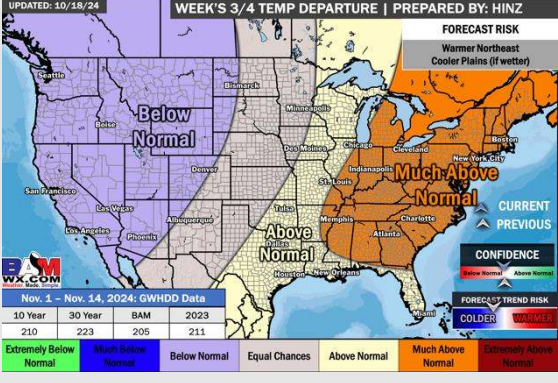 UPDATED: 10/18/24
WEEK'S 3/4 TEMP DEPARTURE | PREPARED BY: HINZ
FORECAST RISK
Warmer Northeast
Cooler Plains (if wetter)
Seattle
Bismarck
Below
Normal
Minneapolis
Boise
Boston
Des Moines
Chicago
Cleveland
New York City
Denver
Indianapolis
Much Above
Normal
San Francisco
St. Louis
Las Vegas
CURRENT
PREVIOUS
Los Angeles
Albuquerque
Tulsa
Memphis
Charlotte
Phoenix
Above
Normal
Dallas
Atlanta
CONFIDENCE
Below Normal
Above Normal
Houston
New Orleans
BAM
WX.COM
Weather. Made. Simple.
Nov. 1 – Nov. 14, 2024: GWHDD Data
10 Year
30 Year
BAM
2023
210
223
205
211
Miami
FORECAST TREND RISK
COLDER
WARMER
Extremely Below
Normal
Much Below
Normal
Below Normal
Equal Chances
Above Normal
Much Above
Normal
Extremely Above
Normal